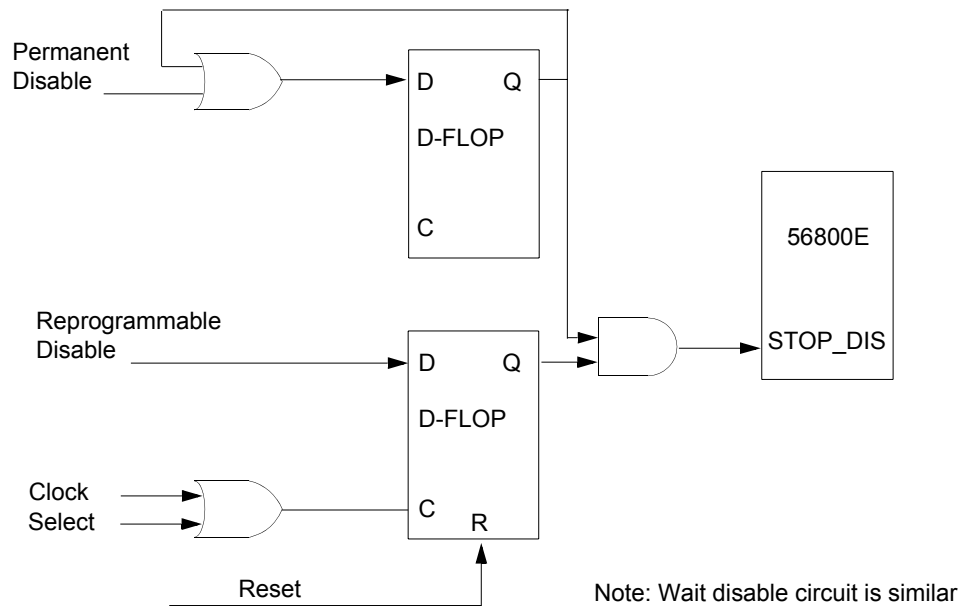 Permanent
Disable
D Q
D-FLOP
C
56800E
STOP_DIS
Reprogrammable
Disable
D Q
D-FLOP
C
R
Clock
Select
Reset
Note: Wait disable circuit is similar